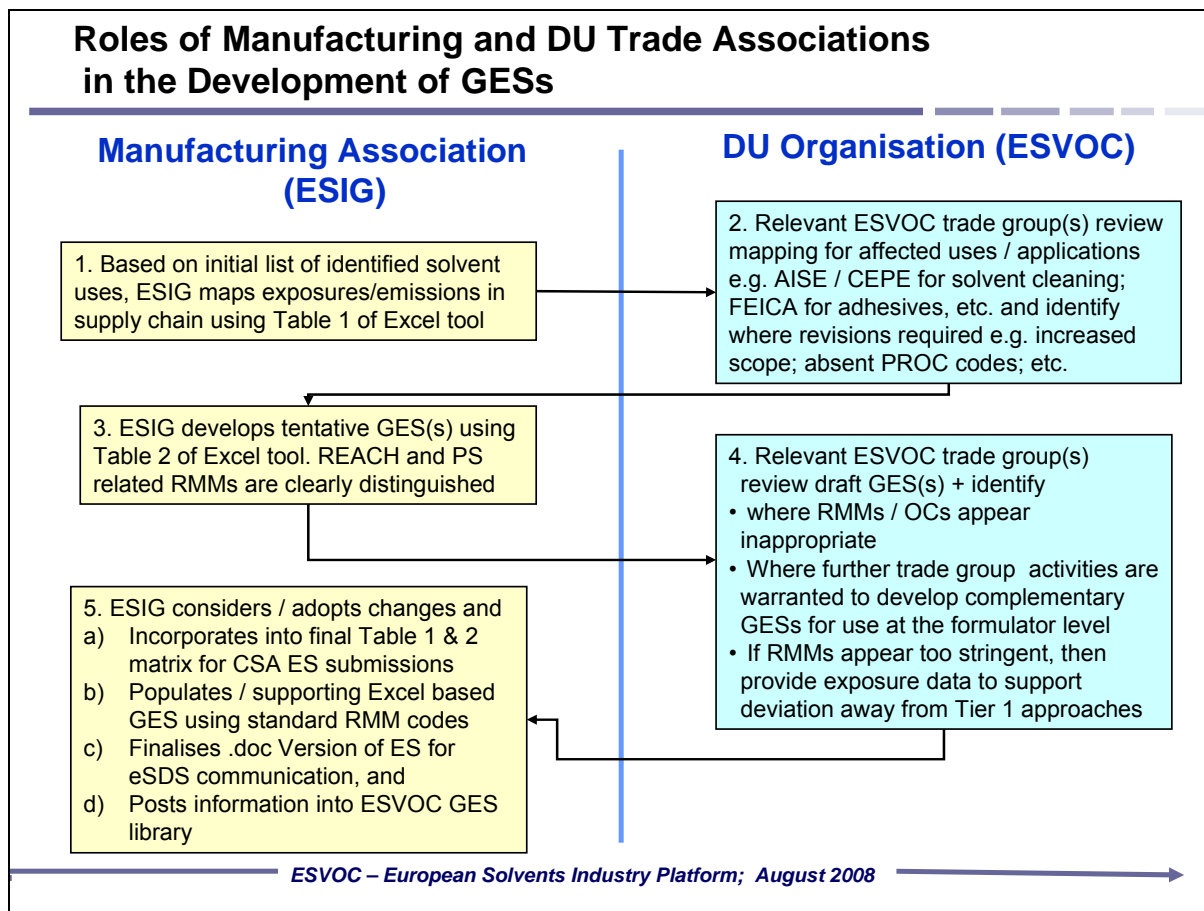 Roles of Manufacturing and DU Trade Associations
in the Development of GESs
Manufacturing Association
(ESIG)
DU Organisation (ESVOC)
1. Based on initial list of identified solvent
uses, ESIG maps exposures/emissions in
supply chain using Table 1 of Excel tool
2. Relevant ESVOC trade group(s) review
mapping for affected uses / applications
e.g. AISE / CEPE for solvent cleaning;
FEICA for adhesives, etc. and identify
where revisions required e.g. increased
scope; absent PROC codes; etc.
3. ESIG develops tentative GES(s) using
Table 2 of Excel tool. REACH and PS
related RMMs are clearly distinguished
4. Relevant ESVOC trade group(s)
review draft GES(s) + identify
• where RMMs / OCs appear
inappropriate
• Where further trade group activities are
warranted to develop complementary
GESs for use at the formulator level
• If RMMs appear too stringent, then
provide exposure data to support
deviation away from Tier 1 approaches
5. ESIG considers / adopts changes and
a) Incorporates into final Table 1 & 2
matrix for CSA ES submissions
b) Populates / supporting Excel based
GES using standard RMM codes
c) Finalises .doc Version of ES for
eSDS communication, and
d) Posts information into ESVOC GES
library
ESVOC – European Solvents Industry Platform; August 2008